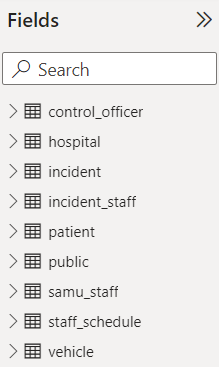 Fields
Search
control_officer
hospital
incident
incident_staff
patient
public
samu_staff
staff_schedule
vehicle